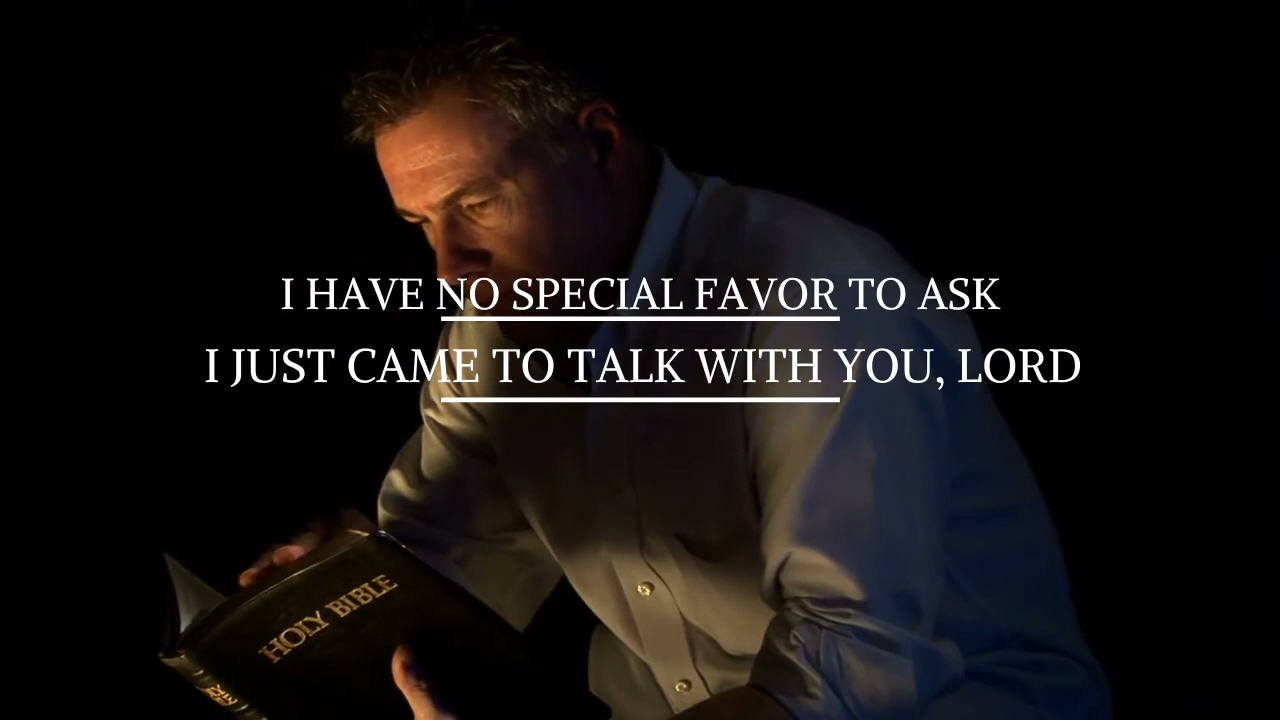 I HAVE NO SPECIAL FAVOR TO ASK
I JUST CAME TO TALK WITH YOU, LORD
HOLY BIBLE